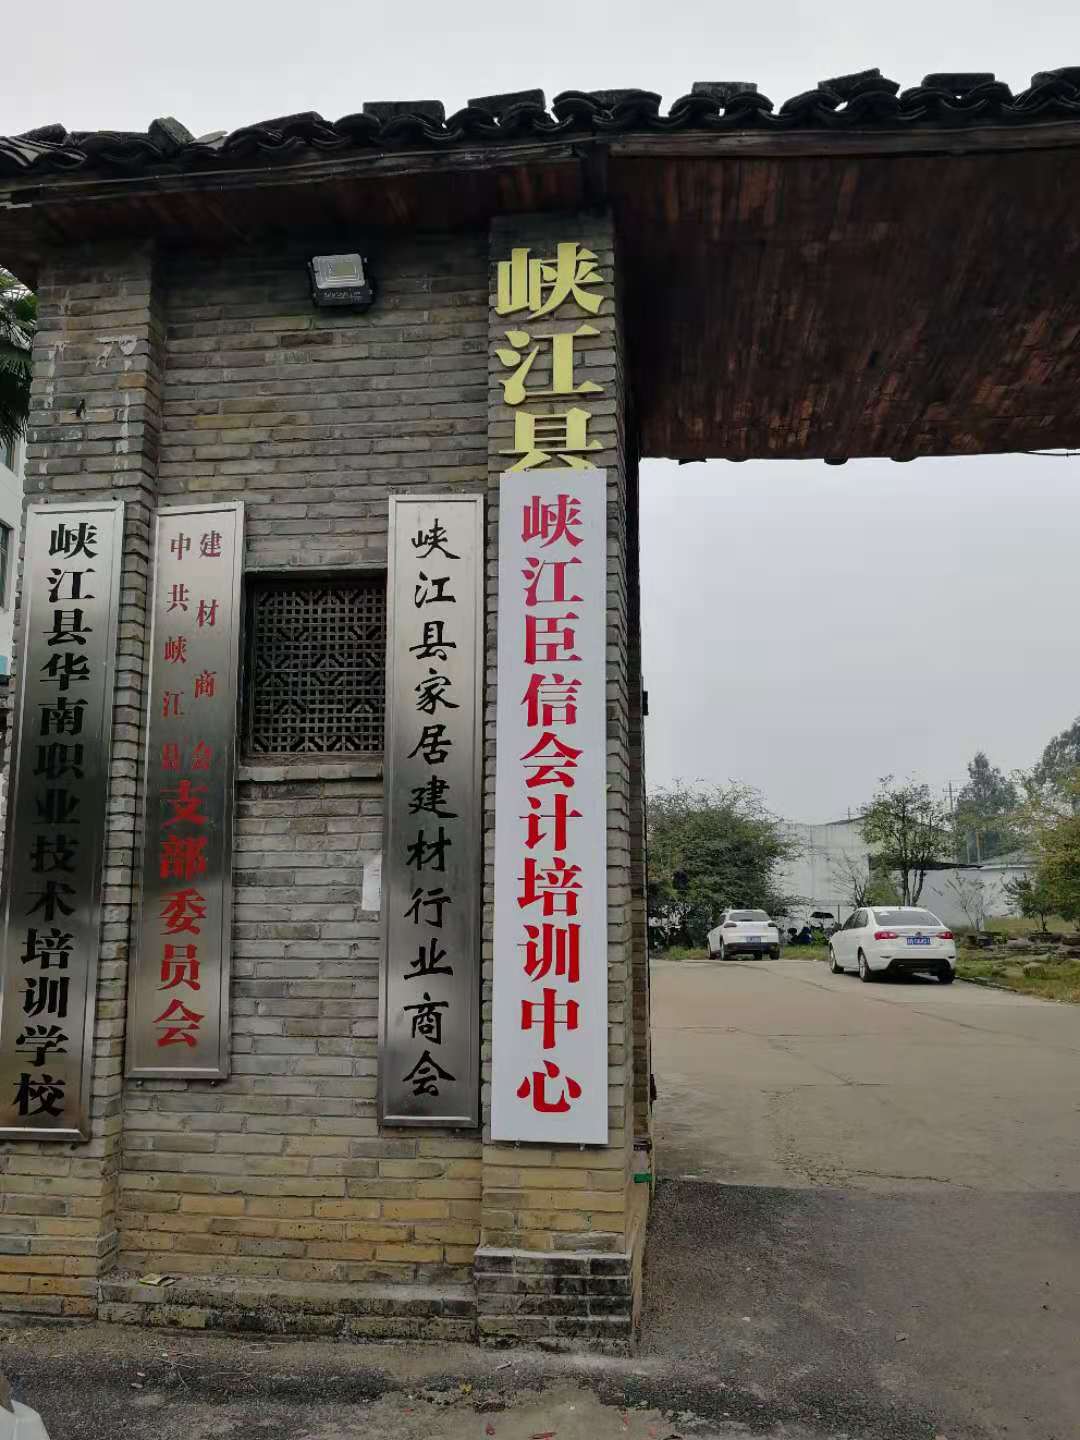 峡江县
峡江县华南职业技术培训学校
中共峡江县
建材商会
支部委员会
峡江县家居建材行业商会
峡江臣信会计培训中心